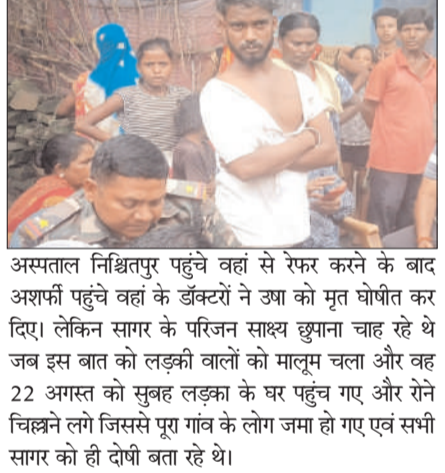 अस्पताल निश्चितपुर पहुंचे वहां से रेफर करने के बाद
अशर्फी पहुंचे वहां के डॉक्टरों ने उषा को मृत घोषीत कर
दिए। लेकिन सागर के परिजन साक्ष्य छुपाना चाह रहे थे
जब इस बात को लड़की वालों को मालूम चला और वह
22 अगस्त को सुबह लड़का के घर पहुंच गए और रोने
चिल्लाने लगे जिससे पूरा गांव के लोग जमा हो गए एवं सभी
सागर को ही दोषी बता रहे थे।